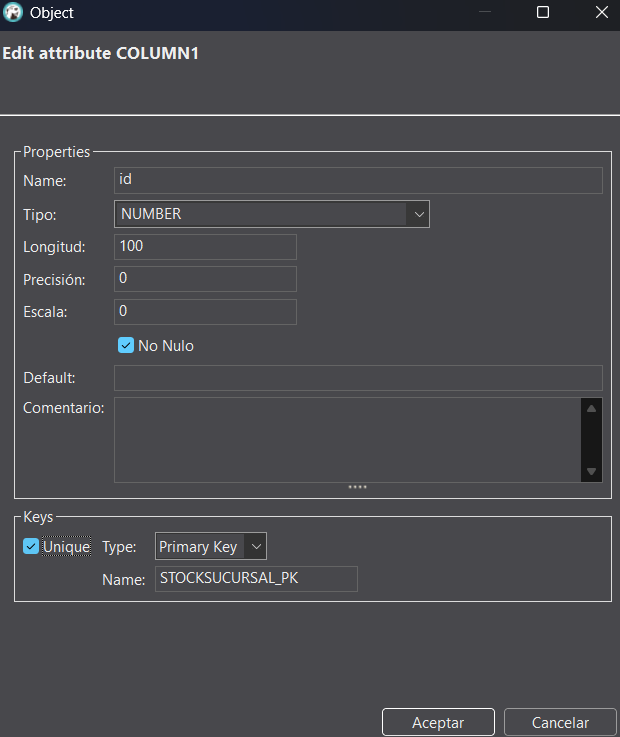 Object
Edit attribute COLUMN1
Properties
Name: id
Tipo: NUMBER
Longitud: 100
Precisión: 0
Escala: 0
No Nulo
Default:
Comentario:
Keys
Unique Type: Primary Key
Name: STOCKSUCURSAL_PK
Aceptar Cancelar